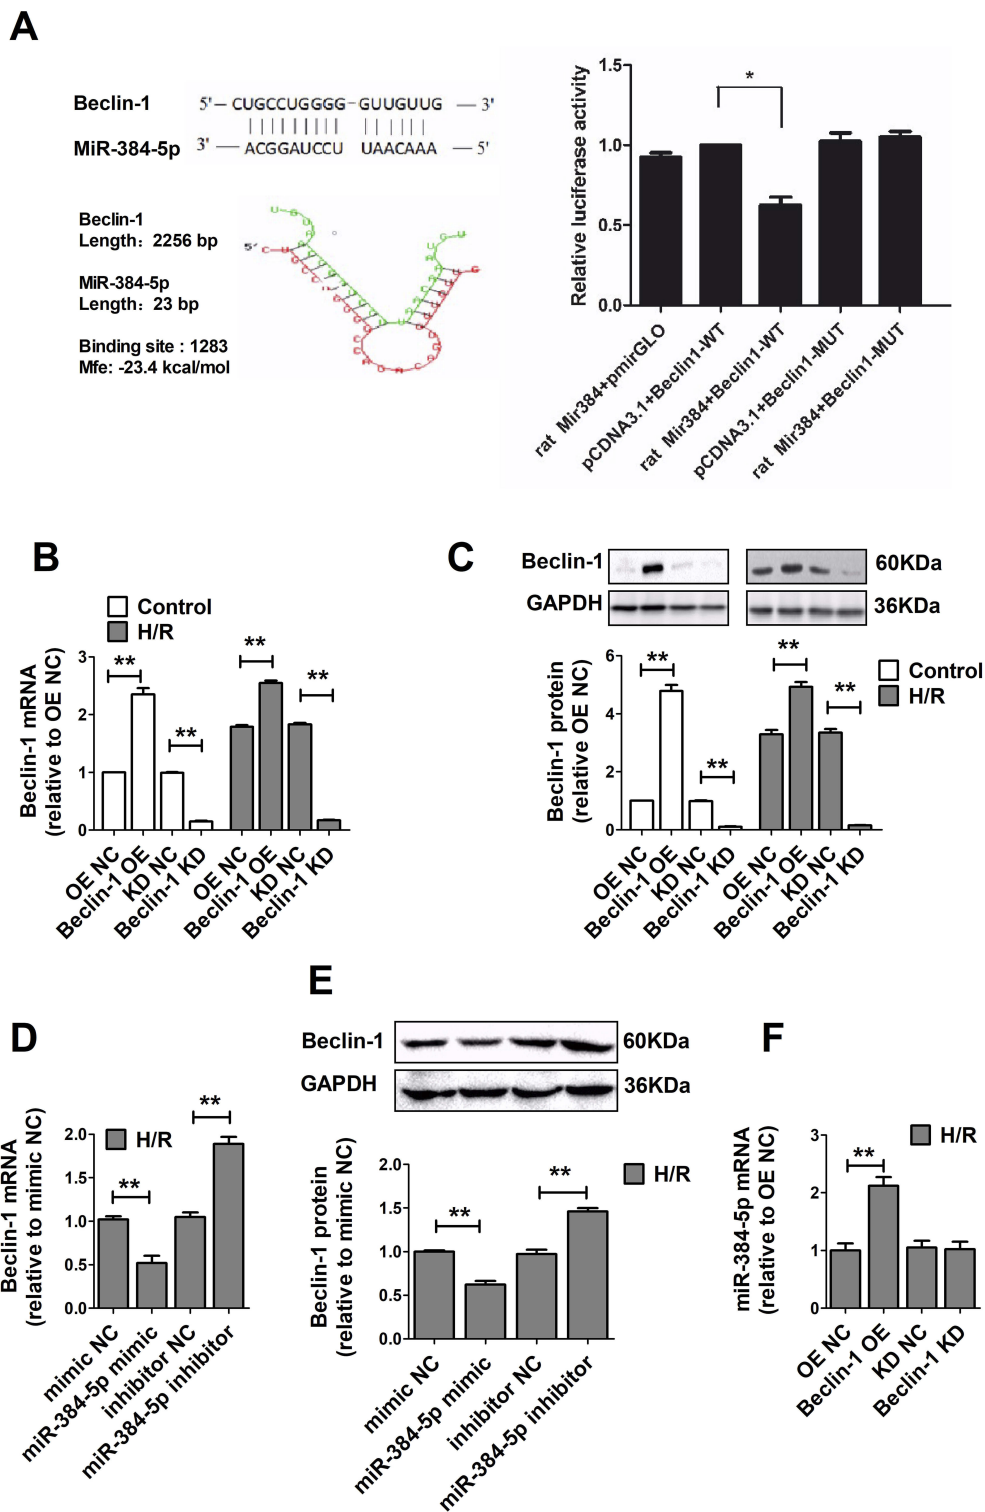 A
Beclin-1 5'— CUGCCUGGGG – GUUGUUG — 3'
MiR-384-5p 3' — ACGGAUCCU UAACAAA — 5'
Beclin-1
Length: 2256 bp
MiR-384-5p
Length: 23 bp
Binding site : 1283
Mfe: -23.4 kcal/mol
5'
Relative luciferase activity
1.5
1.0
0.5
0.0
*
rat Mir384+pmirGLO
pCDNA3.1+Beclin1-WT
rat Mir384+Beclin1-WT
pCDNA3.1+Beclin1-MUT
rat Mir384+Beclin1-MUT
B
Control
H/R
Beclin-1 mRNA
(relative to OE NC)
3
2
1
0
** ** ** **
OE NC
Beclin-1 OE
KD NC
Beclin-1 KD
OE NC
Beclin-1 OE
KD NC
Beclin-1 KD
C
Beclin-1 60KDa
GAPDH 36KDa
Control
H/R
Beclin-1 protein
(relative OE NC)
6
4
2
0
** ** ** **
OE NC
Beclin-1 OE
KD NC
Beclin-1 KD
OE NC
Beclin-1 OE
KD NC
Beclin-1 KD
D
H/R
Beclin-1 mRNA
(relative to mimic NC)
2.0
1.5
1.0
0.5
0.0
** **
mimic NC
miR-384-5p mimic
inhibitor NC
miR-384-5p inhibitor
E
Beclin-1 60KDa
GAPDH 36KDa
H/R
Beclin-1 protein
(relative to mimic NC)
2.0
1.5
1.0
0.5
0.0
** **
mimic NC
miR-384-5p mimic
inhibitor NC
miR-384-5p inhibitor
F
H/R
miR-384-5p mRNA
(relative to OE NC)
3
2
1
0
**
OE NC
Beclin-1 OE
KD NC
Beclin-1 KD